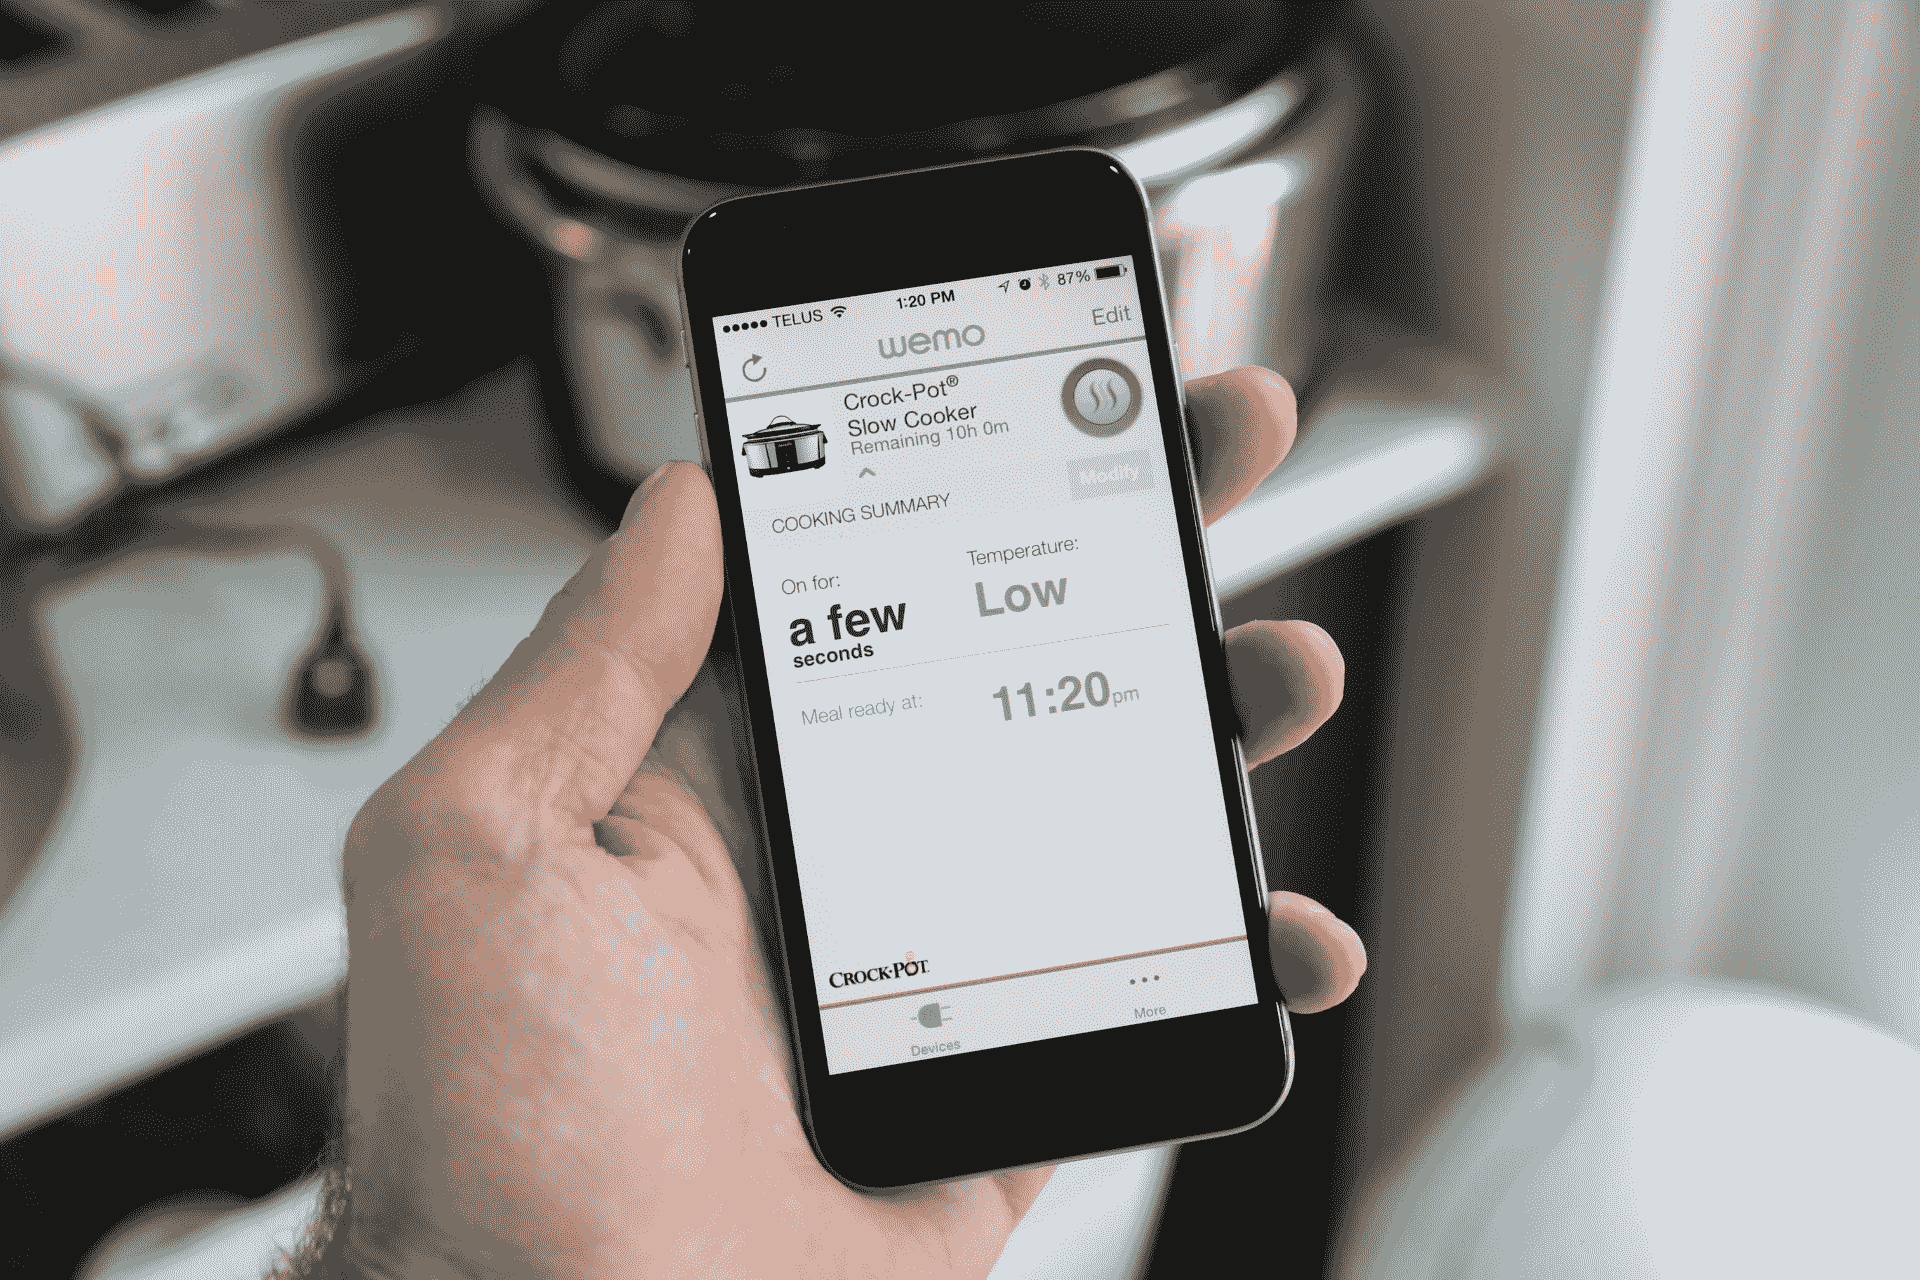 TELUS 1:20 PM 87%
wemo Edit
Crock-Pot®
Slow Cooker
Remaining 10h 0m
Modify
COOKING SUMMARY
On for: Temperature:
a few Low
seconds
Meal ready at: 11:20pm
CROCK·POT
Devices More